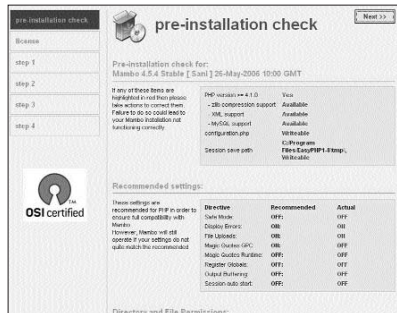 pre-installation check
license
step 1
step 2
step 3
step 4
OSI certified
TM
pre-installation check
Next >>
Pre-installation check for:
Mambo 4.5.4 Stable [ Sani ] 26-May-2006 10:00 GMT
If any of these items are
highlighted in red then please
take actions to correct them.
Failure to do so could lead to
your Mambo installation not
functioning correctly.
PHP version >= 4.1.0 Yes
- zlib compression support Available
- XML support Available
- MySQL support Available
configuration.php Writeable
Session save path C:\Program
Files\EasyPHP1-8\tmp\,
Writeable
Recommended settings:
These settings are
recommended for PHP in order to
ensure full compatibility with
Mambo.
However, Mambo will still
operate if your settings do not
quite match the recommended
Directive Recommended Actual
Safe Mode: OFF: OFF
Display Errors: ON: ON
File Uploads: ON: ON
Magic Quotes GPC: ON: ON
Magic Quotes Runtime: OFF: OFF
Register Globals: OFF: OFF
Output Buffering: OFF: OFF
Session auto start: OFF: OFF
Directory and File Permissions: